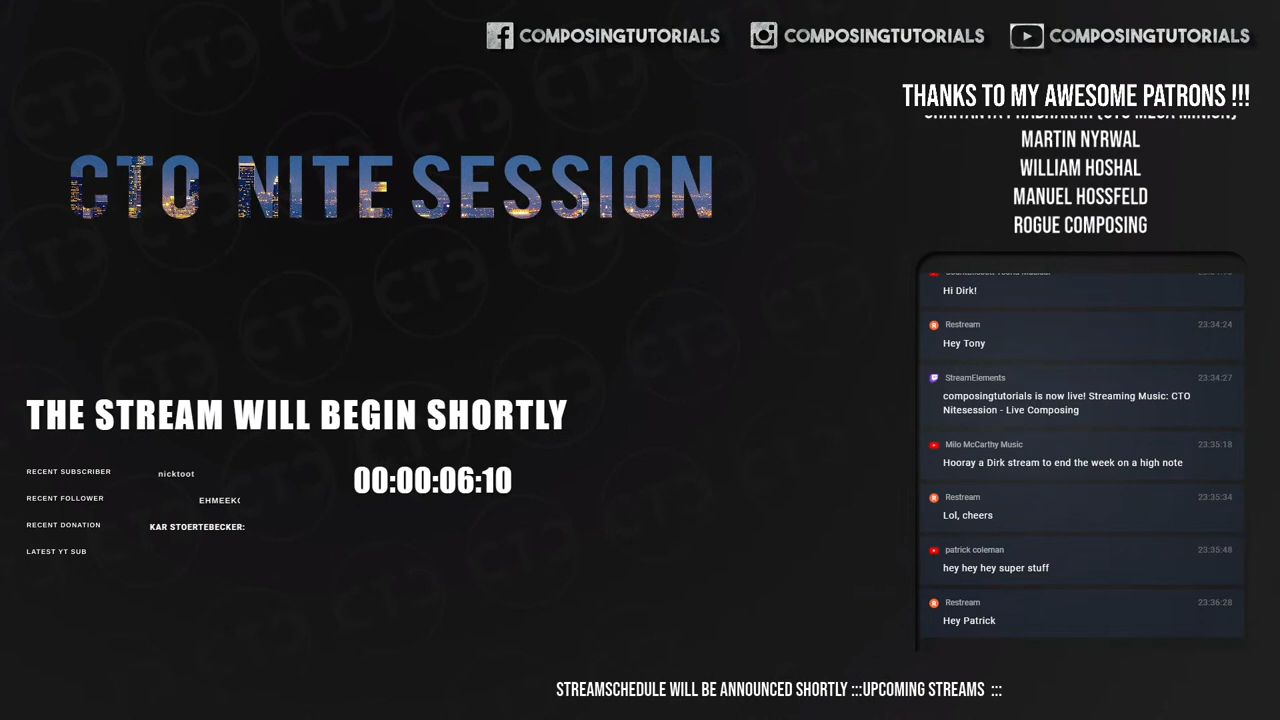 COMPOSINGTUTORIALS COMPOSINGTUTORIALS COMPOSINGTUTORIALS
THANKS TO MY AWESOME PATRONS !!!
MARTIN NYRWAL
WILLIAM HOSHAL
MANUEL HOSSFELD
ROGUE COMPOSING
CTO NITE SESSION
Hi Dirk!
Restream 23:34:24
Hey Tony
StreamElements 23:34:27
composingtutorials is now live! Streaming Music: CTO
Nitesession - Live Composing
Milo McCarthy Music 23:35:18
Hooray a Dirk stream to end the week on a high note
Restream 23:35:34
Lol, cheers
patrick coleman 23:35:48
hey hey hey super stuff
Restream 23:36:28
Hey Patrick
THE STREAM WILL BEGIN SHORTLY
00:00:06:10
RECENT SUBSCRIBER nicktoot
RECENT FOLLOWER EHMEEK
RECENT DONATION KAR STOERTEBECKER:
LATEST YT SUB
STREAMSCHEDULE WILL BE ANNOUNCED SHORTLY :::UPCOMING STREAMS :::